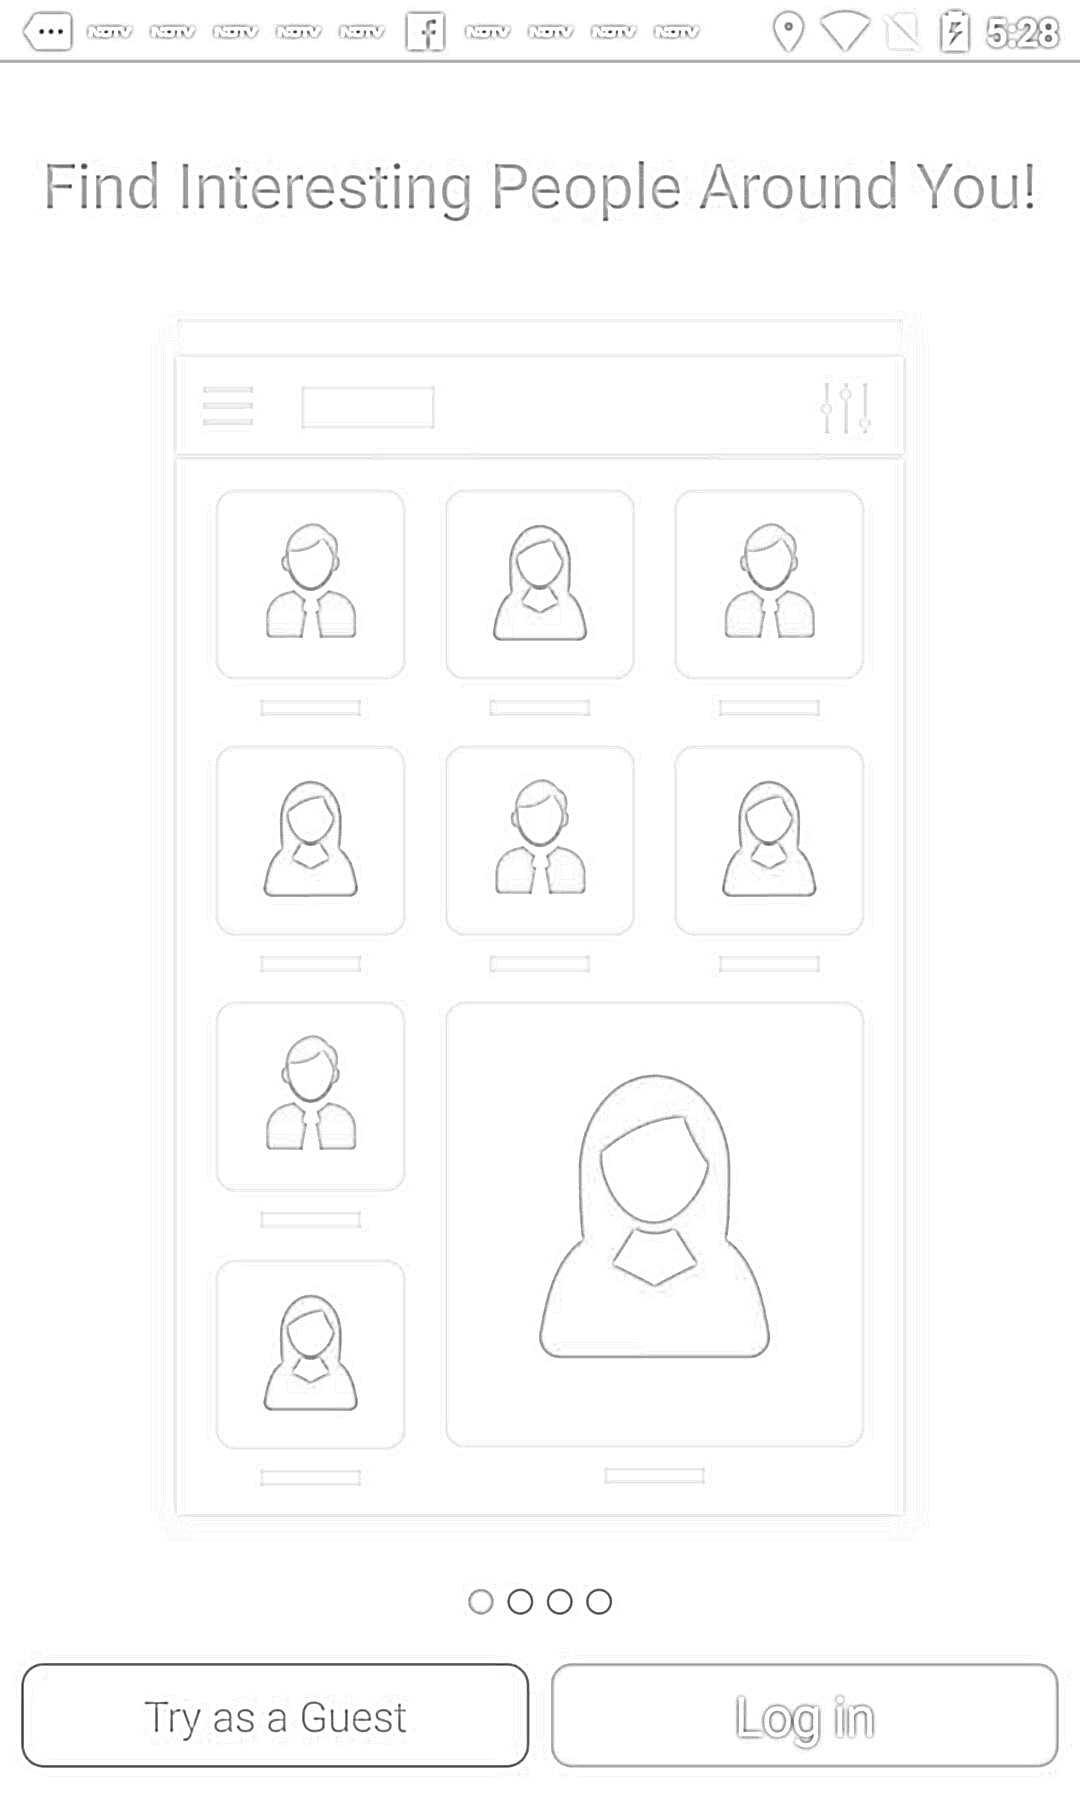 NDTV NDTV NDTV NDTV NDTV f NDTV NDTV NDTV NDTV 5:28
Find Interesting People Around You!
Try as a Guest
Log in